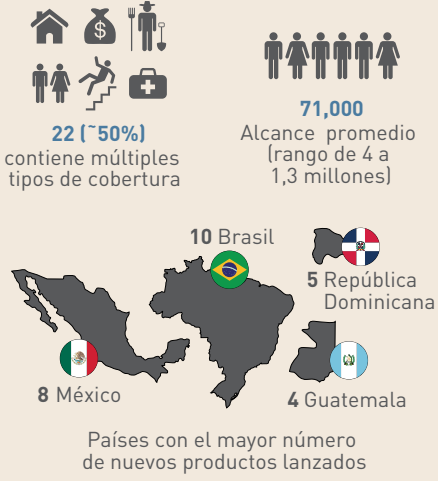 22 (~50%)
contiene múltiples
tipos de cobertura
71,000
Alcance promedio
(rango de 4 a
1,3 millones)
10 Brasil
5 República
Dominicana
8 México
4 Guatemala
Países con el mayor número
de nuevos productos lanzados